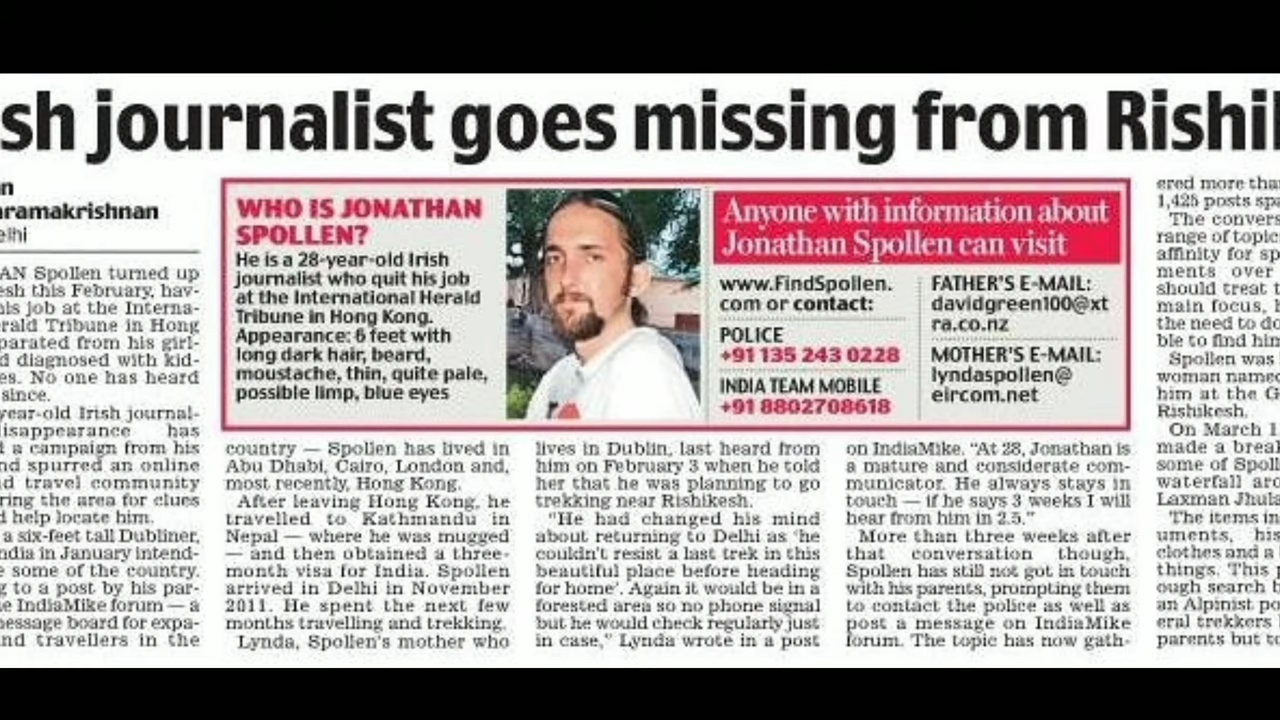 sh journalist goes missing from Rishil
n
aramakrishnan
elhi
AN Spollen turned up
esh this February, hav-
his job at the Interna-
erald Tribune in Hong
parated from his girl-
d diagnosed with kid-
es. No one has heard
since.
year-old Irish journal-
disappearance has
d a campaign from his
nd spurred an online
nd travel community
ring the area for clues
d help locate him.
a six-feet tall Dubliner,
ndia in January intend-
e some of the country.
g to a post by his par-
e IndiaMike forum — a
message board for expa-
nd travellers in the
WHO IS JONATHAN
SPOLLEN?
He is a 28-year-old Irish
journalist who quit his job
at the International Herald
Tribune in Hong Kong.
Appearance: 6 feet with
long dark hair, beard,
moustache, thin, quite pale,
possible limp, blue eyes
Anyone with information about
Jonathan Spollen can visit
www.FindSpollen.
com or contact:
POLICE
+91 135 243 0228
INDIA TEAM MOBILE
+91 8802708618
FATHER'S E-MAIL:
davidgreen100@xt
ra.co.nz
MOTHER'S E-MAIL:
lyndaspollen@
eircom.net
country — Spollen has lived in
Abu Dhabi, Cairo, London and,
most recently, Hong Kong.
After leaving Hong Kong, he
travelled to Kathmandu in
Nepal — where he was mugged
— and then obtained a three-
month visa for India. Spollen
arrived in Delhi in November
2011. He spent the next few
months travelling and trekking.
Lynda, Spollen's mother who
lives in Dublin, last heard from
him on February 3 when he told
her that he was planning to go
trekking near Rishikesh.
"He had changed his mind
about returning to Delhi as 'he
couldn't resist a last trek in this
beautiful place before heading
for home'. Again it would be in a
forested area so no phone signal
but he would check regularly just
in case," Lynda wrote in a post
on IndiaMike. "At 28, Jonathan is
a mature and considerate com-
municator. He always stays in
touch — if he says 3 weeks I will
hear from him in 2.5."
More than three weeks after
that conversation though,
Spollen has still not got in touch
with his parents, prompting them
to contact the police as well as
post a message on IndiaMike
forum. The topic has now gath-
ered more than
1,425 posts spa
The convers
range of topics
affinity for sp
ments over
should treat t
main focus, 
the need to do
ble to find him
Spollen was
woman named
him at the G
Rishikesh.
On March 1
made a break
some of Spoll
waterfall aro
Laxman Jhula
The items in
uments, his
clothes and a
things. This p
ough search b
an Alpinist po
eral trekkers
parents but to